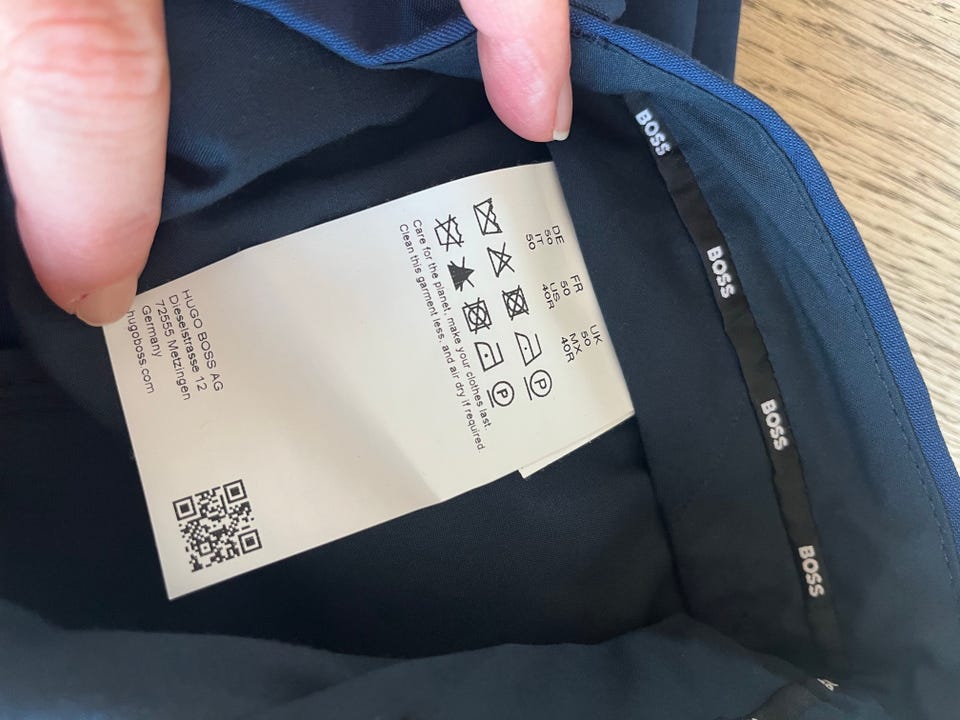 DE FR UK
50 50 50
IT US MX
50 40R 40R
P
P
Care for the planet, make your clothes last.
Clean this garment less, and air dry if required.
HUGO BOSS AG
Dieselstrasse 12
72555 Metzingen
Germany
hugoboss.com
BOSS
BOSS
BOSS
BOSS